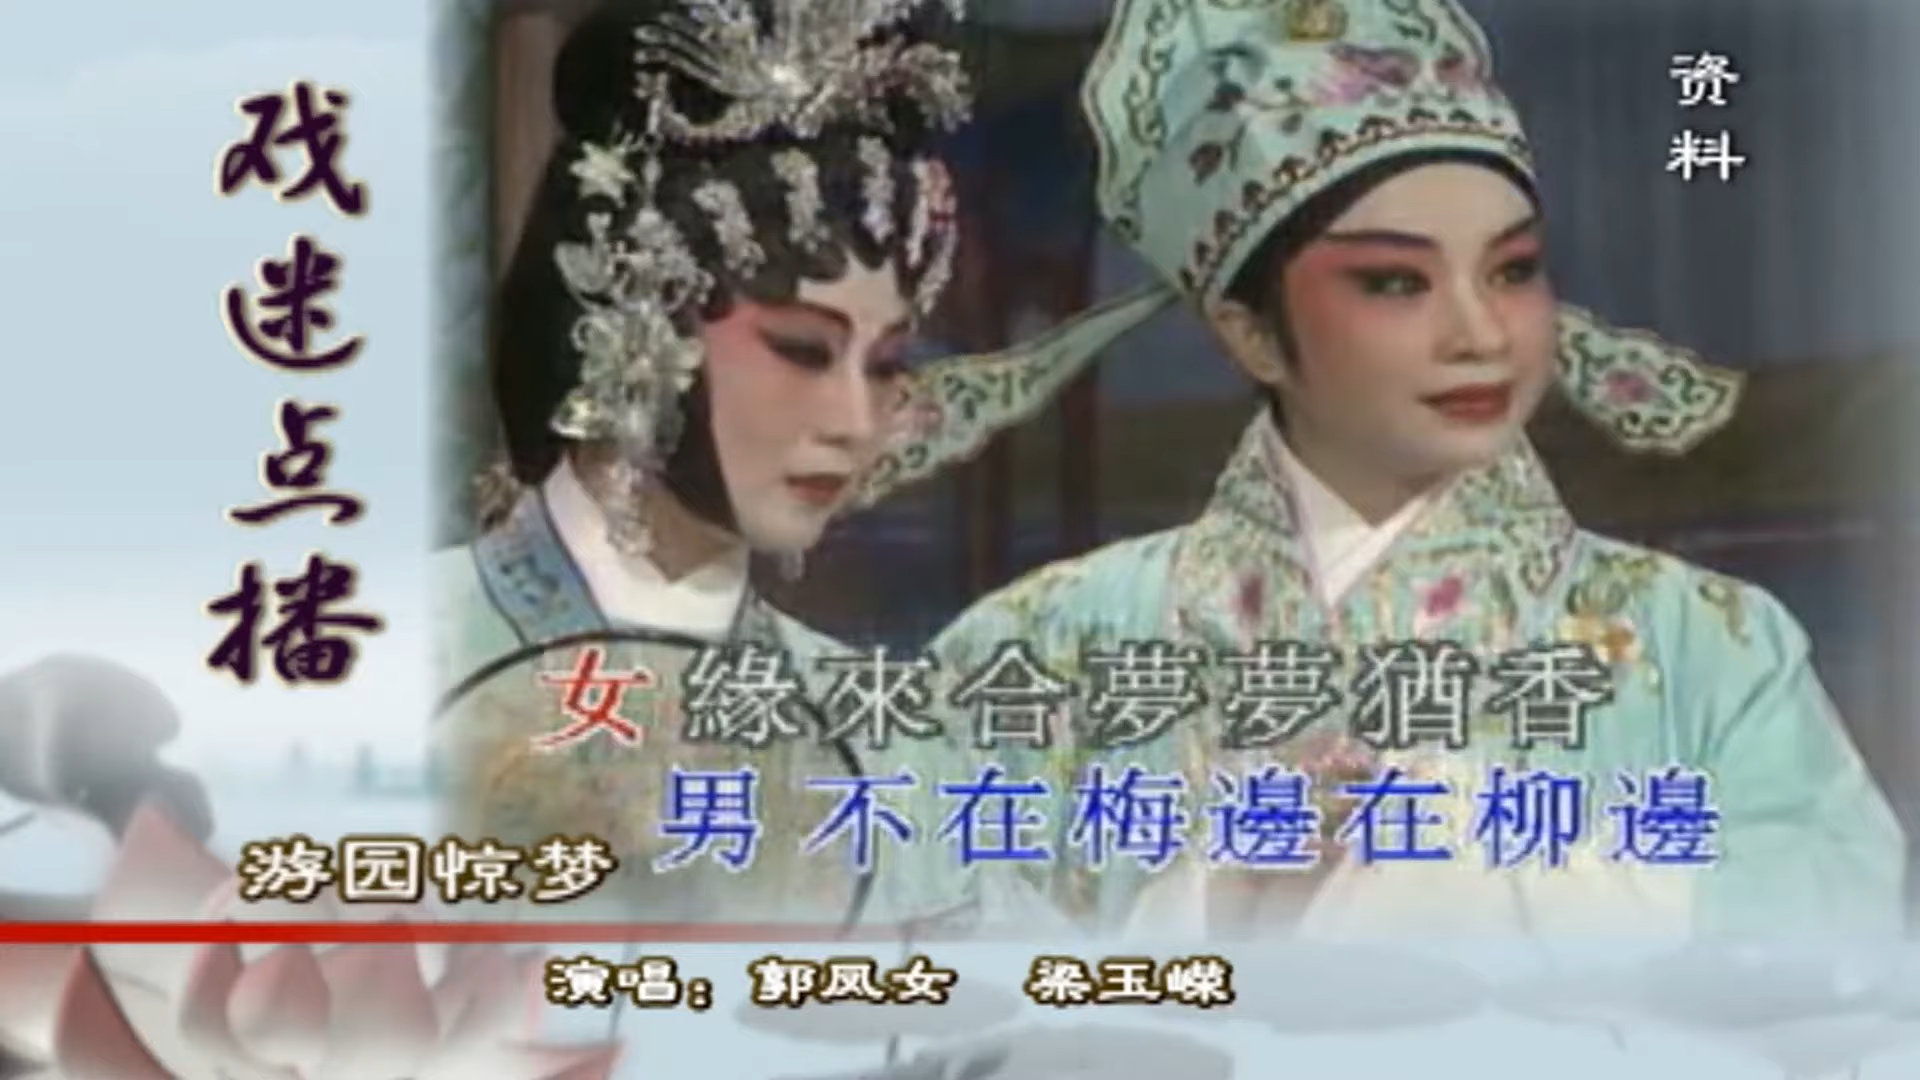 戏迷点播
资料
女 緣來合夢夢猶香
男 不在梅邊在柳邊
游园惊梦
演唱：郭凤女 梁玉嵘